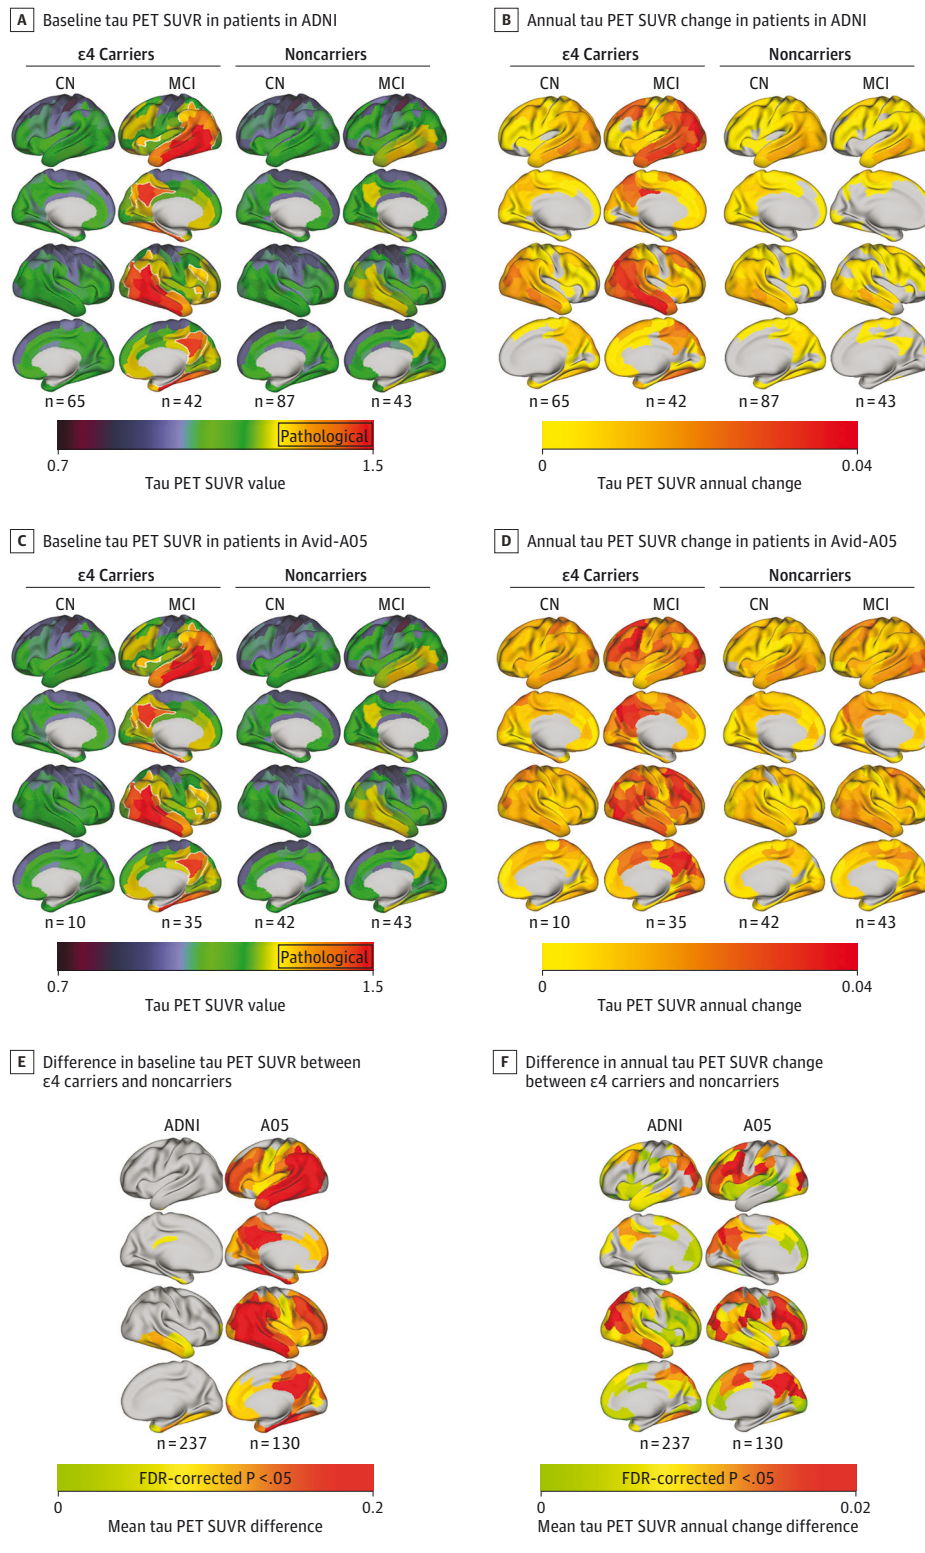 A Baseline tau PET SUVR in patients in ADNI
ε4 Carriers Noncarriers
CN MCI CN MCI
n=65 n=42 n=87 n=43
Pathological
0.7 1.5
Tau PET SUVR value
B Annual tau PET SUVR change in patients in ADNI
ε4 Carriers Noncarriers
CN MCI CN MCI
n=65 n=42 n=87 n=43
0 0.04
Tau PET SUVR annual change
C Baseline tau PET SUVR in patients in Avid-A05
ε4 Carriers Noncarriers
CN MCI CN MCI
n=10 n=35 n=42 n=43
Pathological
0.7 1.5
Tau PET SUVR value
D Annual tau PET SUVR change in patients in Avid-A05
ε4 Carriers Noncarriers
CN MCI CN MCI
n=10 n=35 n=42 n=43
0 0.04
Tau PET SUVR annual change
E Difference in baseline tau PET SUVR between
ε4 carriers and noncarriers
ADNI A05
n=237 n=130
FDR-corrected P <.05
0 0.2
Mean tau PET SUVR difference
F Difference in annual tau PET SUVR change
between ε4 carriers and noncarriers
ADNI A05
n=237 n=130
FDR-corrected P <.05
0 0.02
Mean tau PET SUVR annual change difference